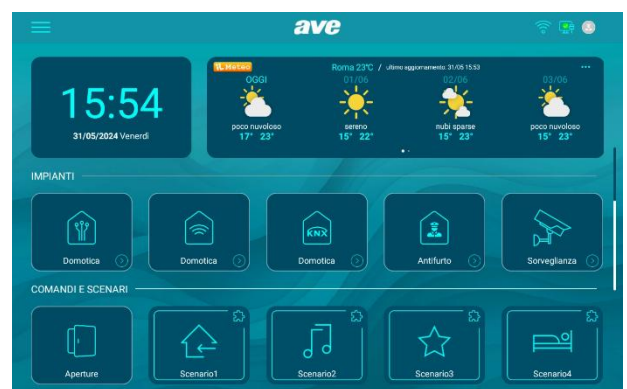 ave
15:54
31/05/2024 Venerdì
iL Meteo
Roma 23°C / ultimo aggiornamento: 31/05 15:53
OGGI 01/06 02/06 03/06
poco nuvoloso sereno nubi sparse poco nuvoloso
17° 23° 15° 22° 15° 23° 15° 23°
IMPIANTI
KNX
Domotica Domotica Domotica Antifurto Sorveglianza
COMANDI E SCENARI
Aperture Scenario1 Scenario2 Scenario3 Scenario4